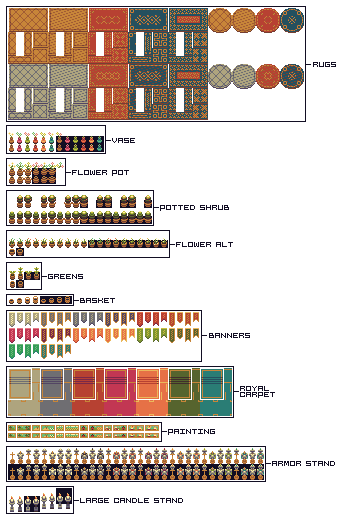 RUGS
VASE
FLOWER POT
POTTED SHRUB
FLOWER ALT
GREENS
BASKET
BANNERS
ROYAL
CARPET
PAINTING
ARMOR STAND
LARGE CANDLE STAND